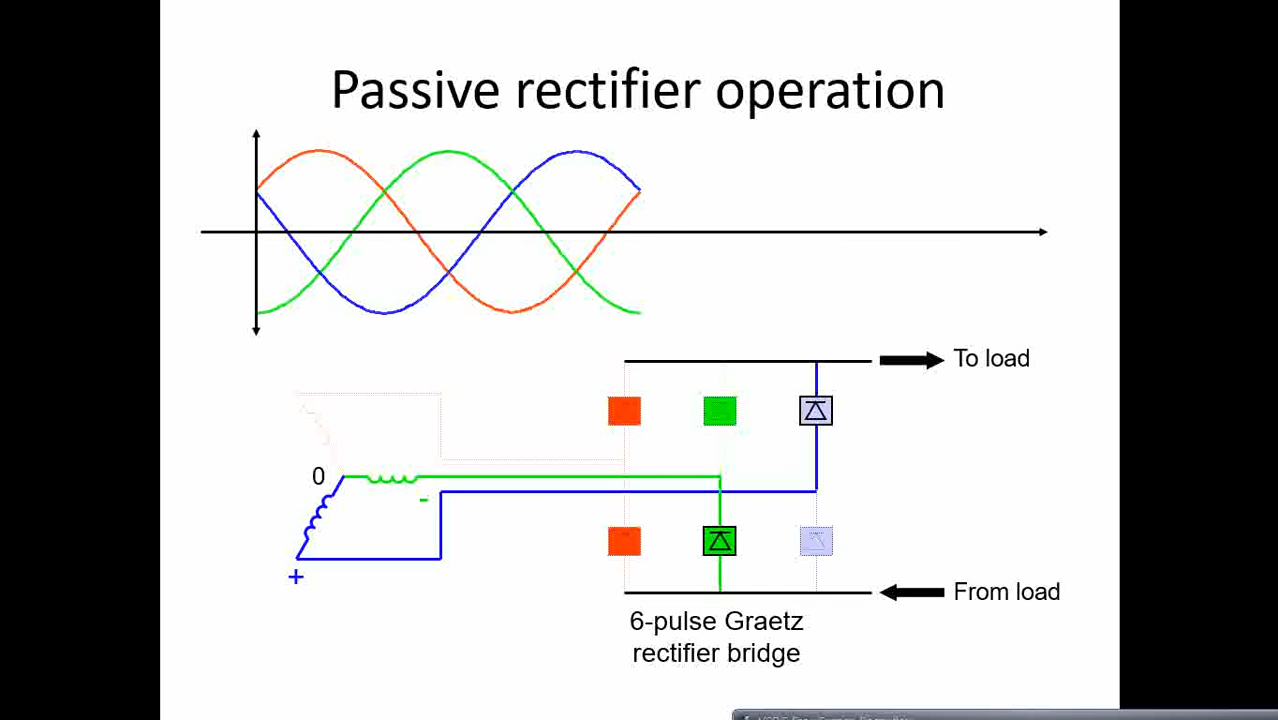 Passive rectifier operation
To load
0
-
+
From load
6-pulse Graetz
rectifier bridge